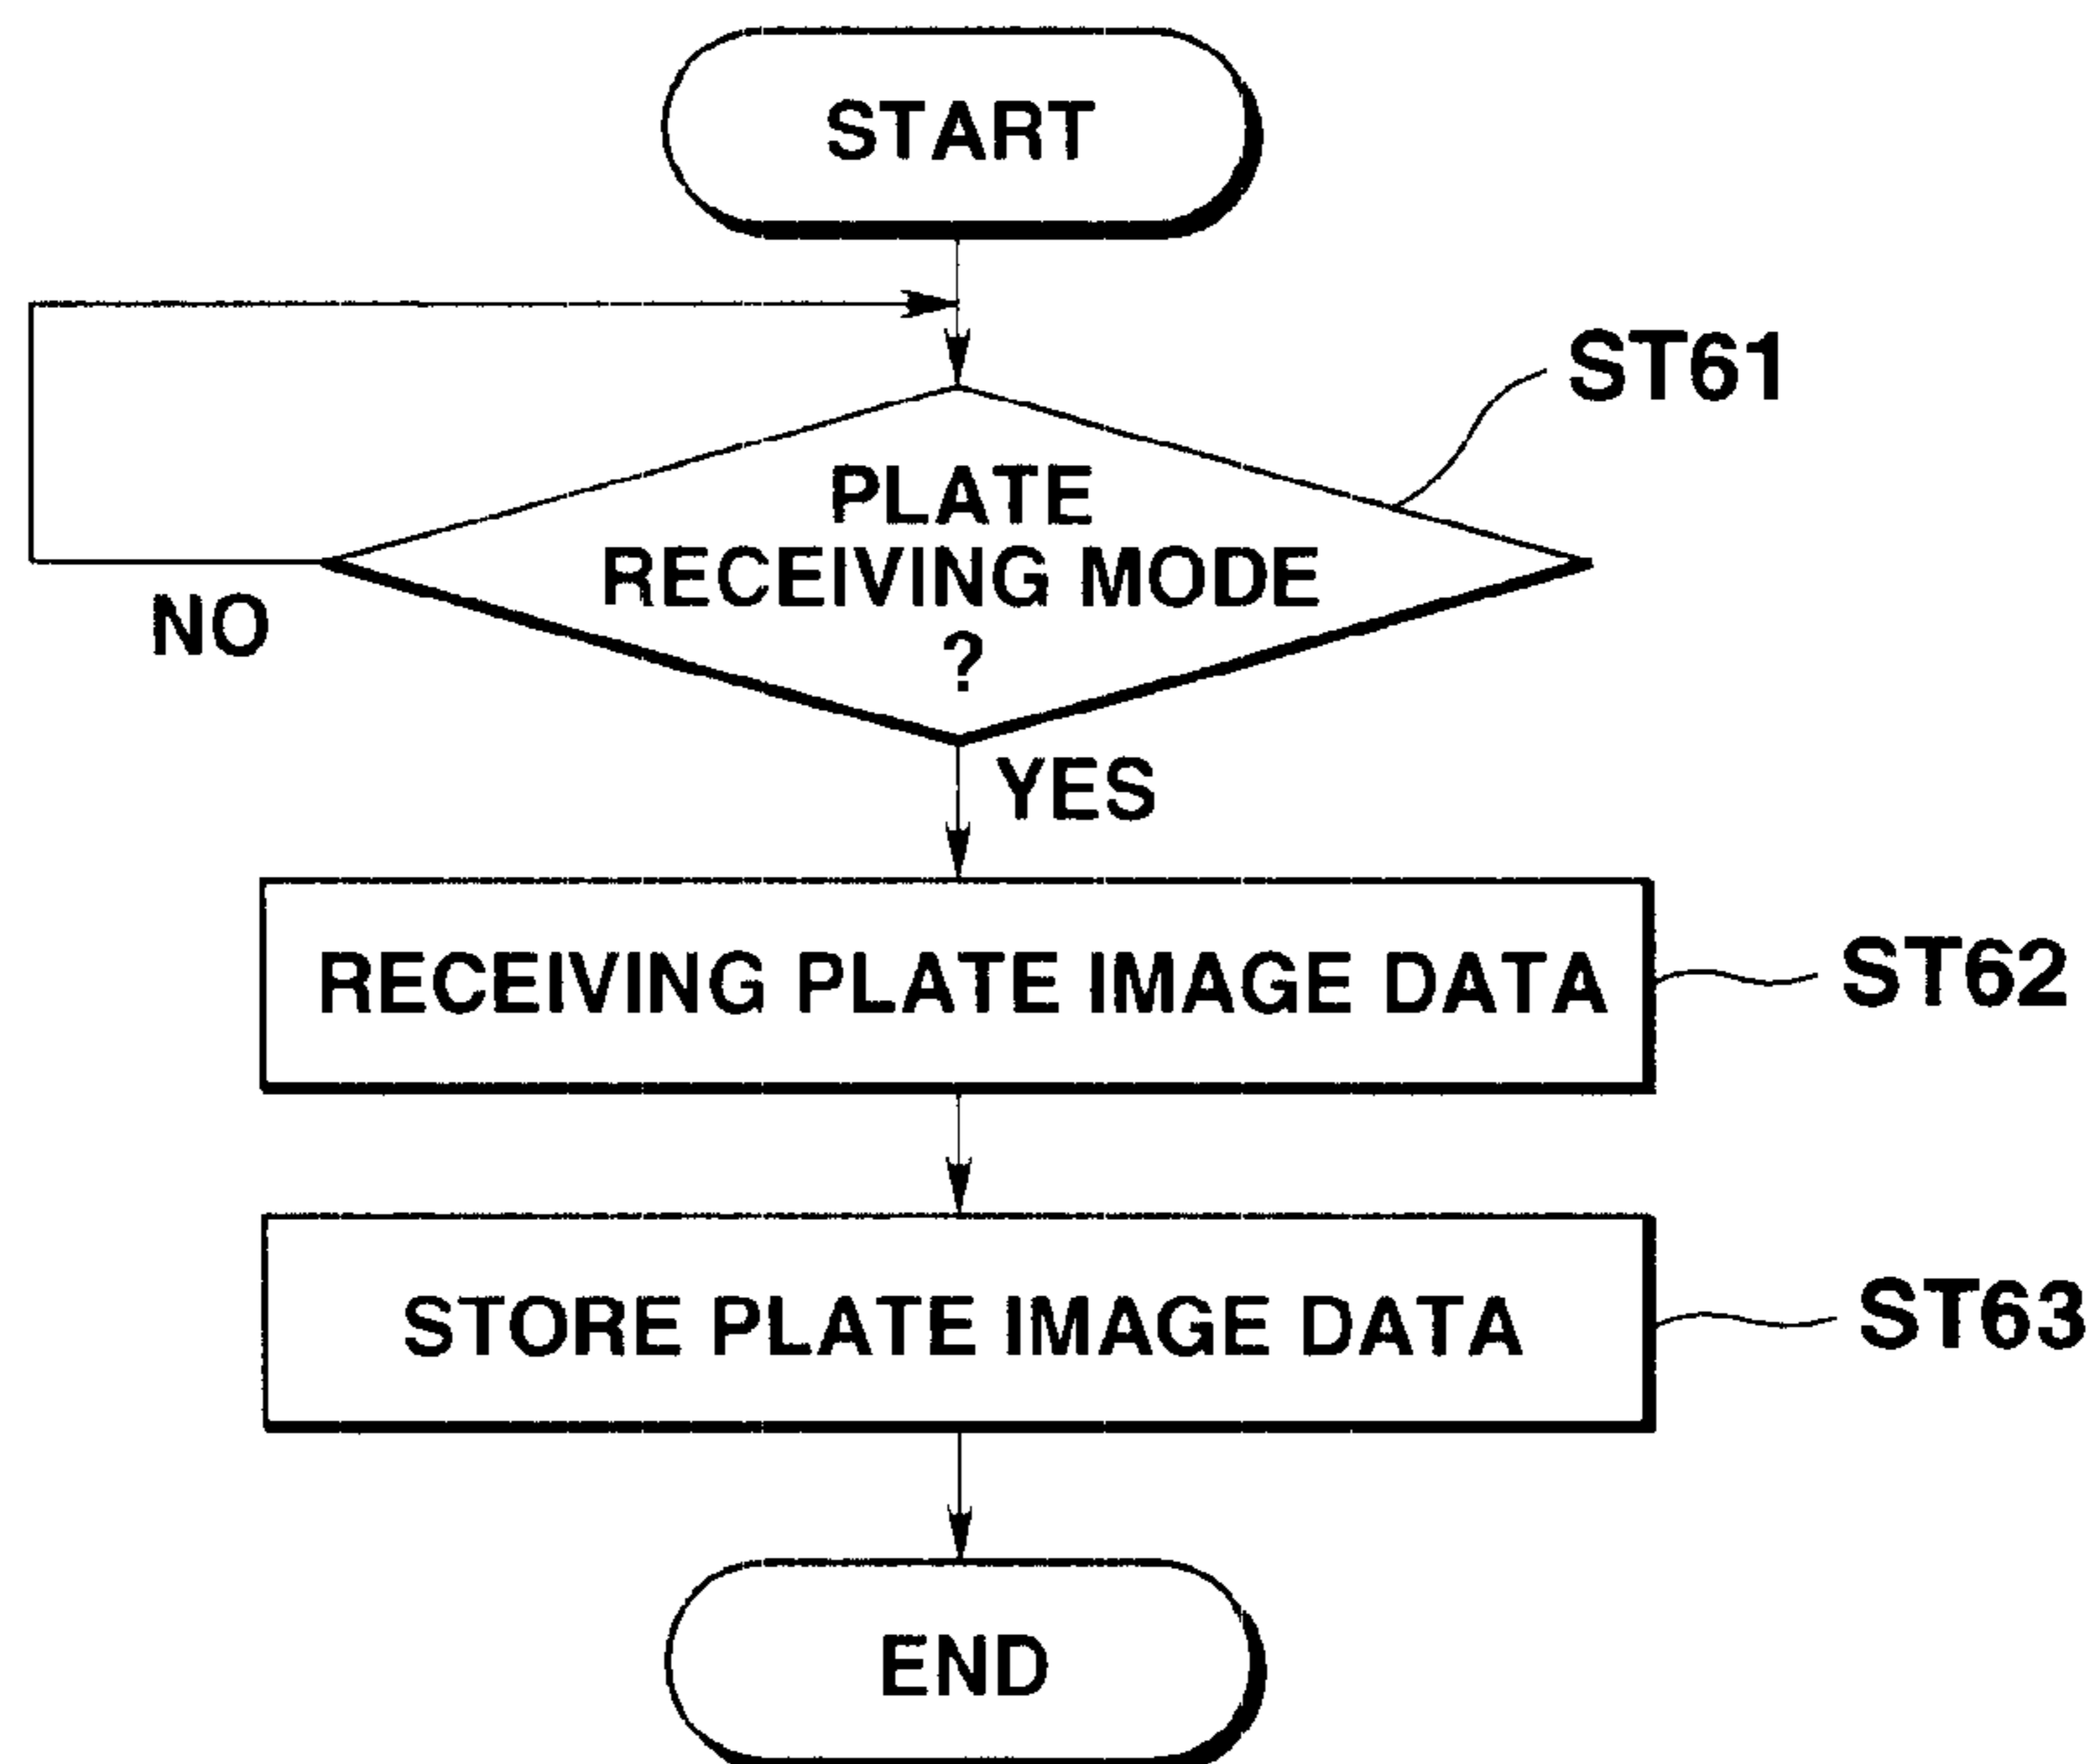 START
ST61
PLATE
RECEIVING MODE
?
NO
YES
RECEIVING PLATE IMAGE DATA
ST62
STORE PLATE IMAGE DATA
ST63
END